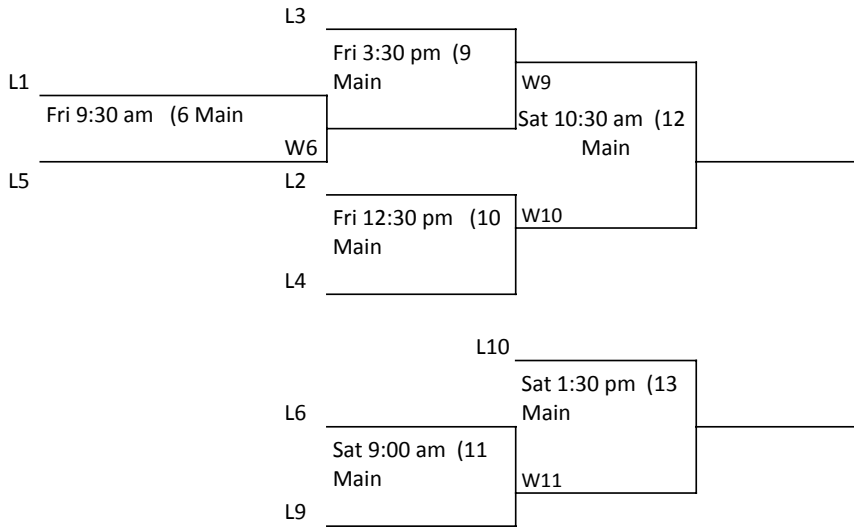 L3
Fri 3:30 pm (9
Main
L1
W9
Fri 9:30 am (6 Main
Sat 10:30 am (12
Main
W6
L5
L2
Fri 12:30 pm (10
Main
W10
L4
L10
Sat 1:30 pm (13
Main
L6
Sat 9:00 am (11
Main
W11
L9